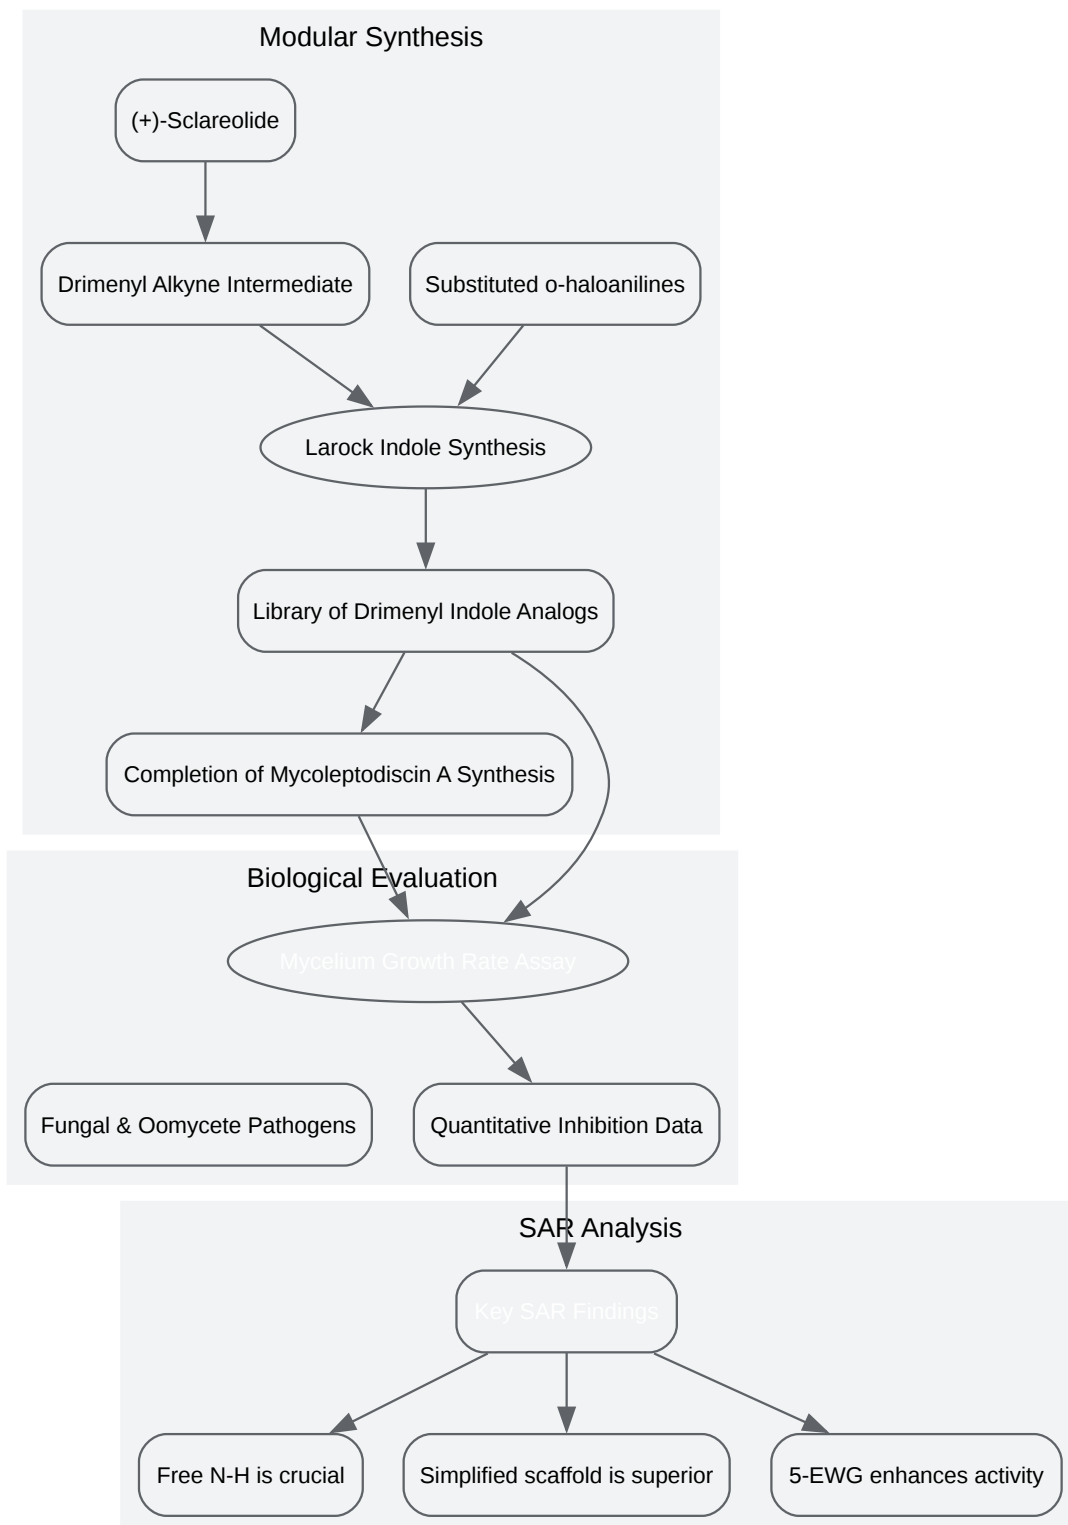 Modular Synthesis
(+)-Sclareolide
Drimenyl Alkyne Intermediate
Substituted o-haloanilines
Larock Indole Synthesis
Library of Drimenyl Indole Analogs
Completion of Mycoleptodiscin A Synthesis
Biological Evaluation
Mycelium Growth Rate Assay
Fungal & Oomycete Pathogens
Quantitative Inhibition Data
SAR Analysis
Key SAR Findings
Free N-H is crucial
Simplified scaffold is superior
5-EWG enhances activity